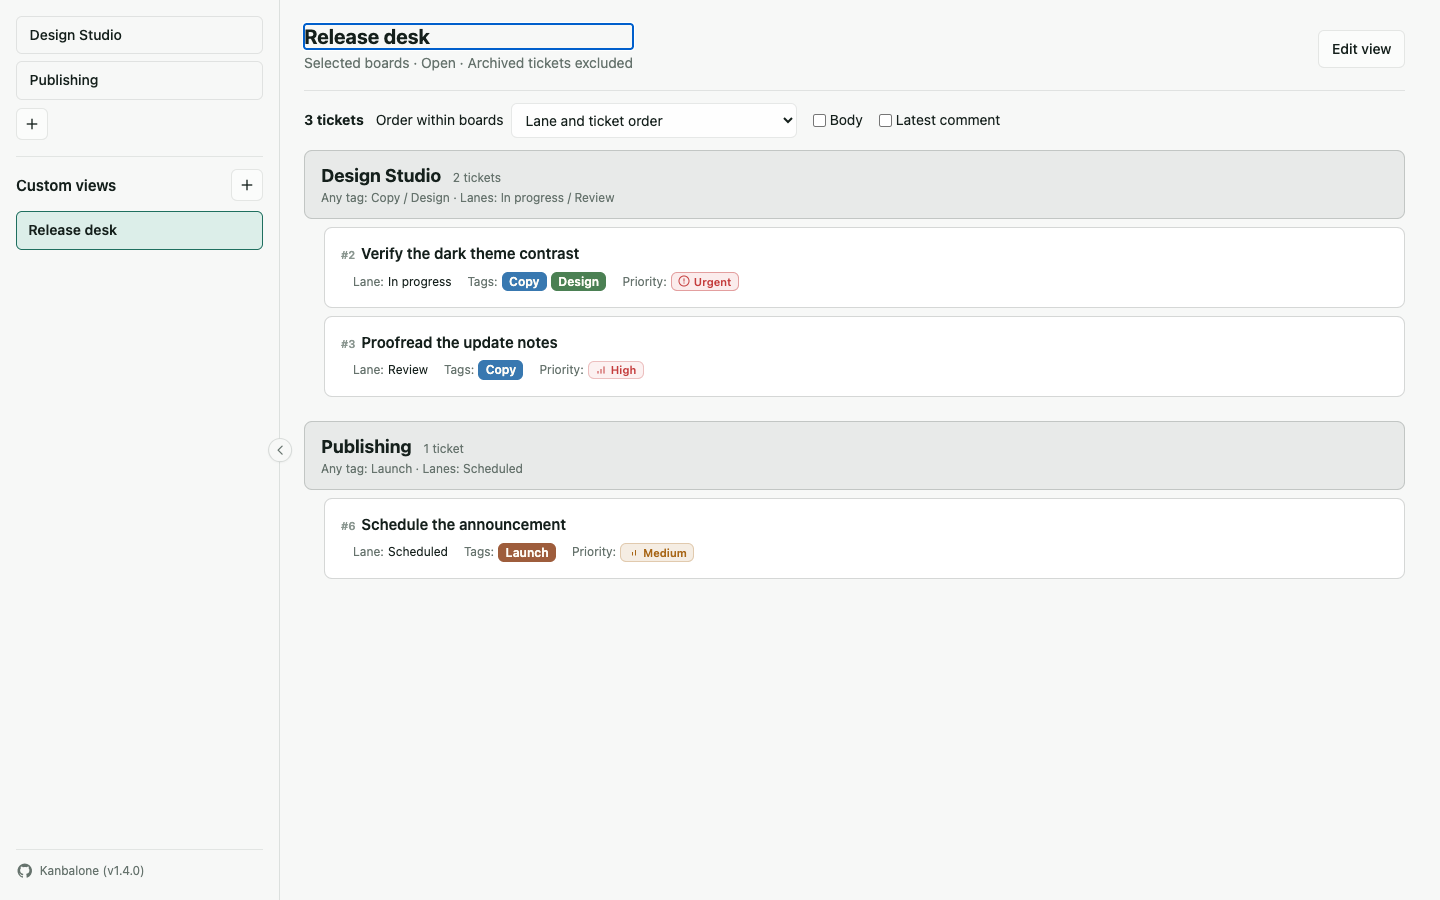 Design Studio
Publishing
Custom views
Release desk
Kanbalone (v1.4.0)
Release desk
Selected boards · Open · Archived tickets excluded
Edit view
3 tickets Order within boards Lane and ticket order Body Latest comment
Design Studio 2 tickets
Any tag: Copy / Design · Lanes: In progress / Review
#2 Verify the dark theme contrast
Lane: In progress Tags: Copy Design Priority: Urgent
#3 Proofread the update notes
Lane: Review Tags: Copy Priority: High
Publishing 1 ticket
Any tag: Launch · Lanes: Scheduled
#6 Schedule the announcement
Lane: Scheduled Tags: Launch Priority: Medium